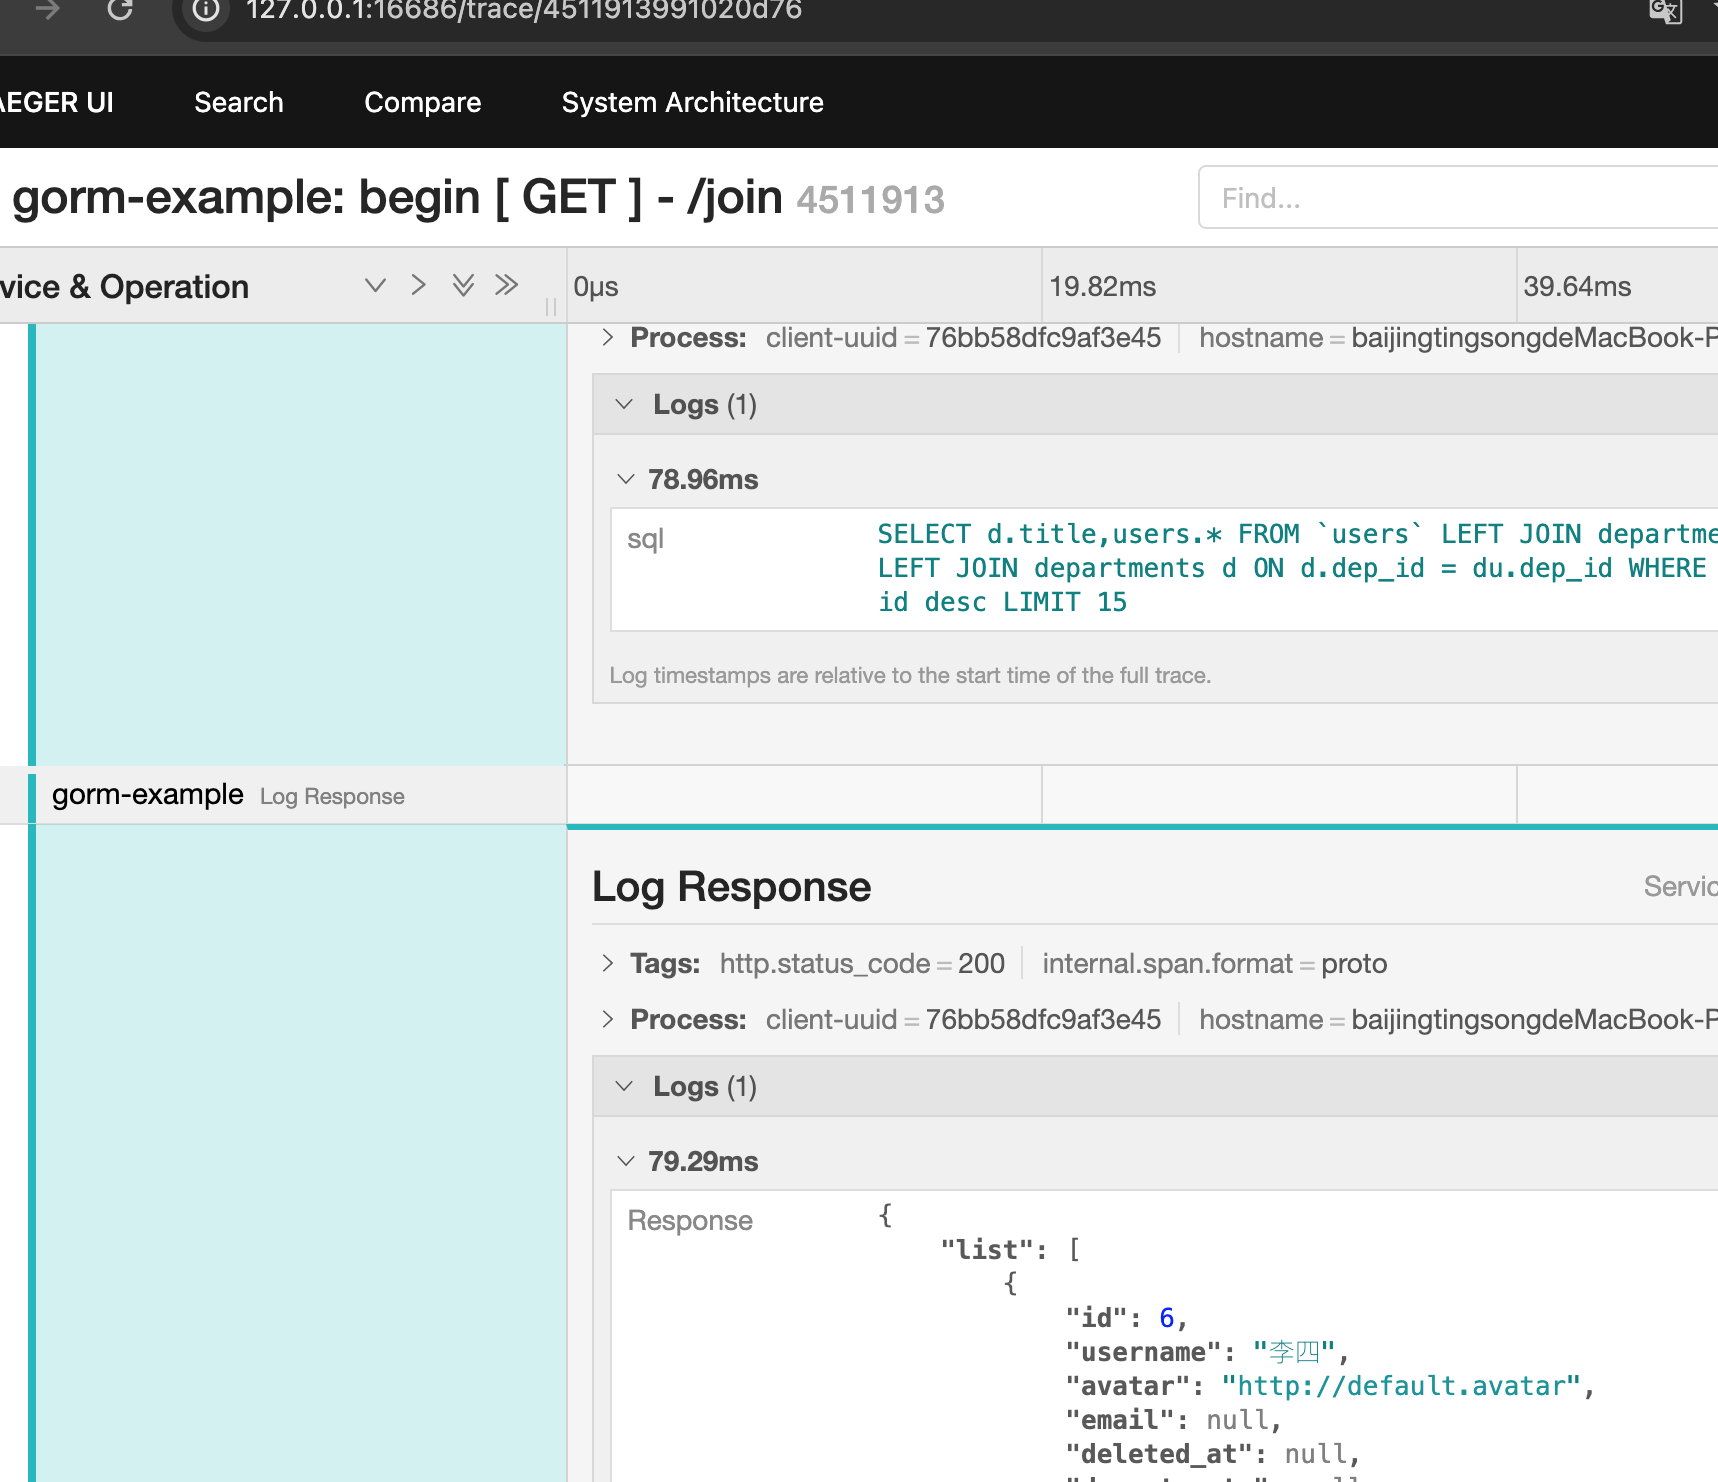 127.0.0.1:16686/trace/4511913991020d76
AEGER UI Search Compare System Architecture
gorm-example: begin [ GET ] - /join 4511913 Find...
vice & Operation 0μs 19.82ms 39.64ms
Process: client-uuid = 76bb58dfc9af3e45 hostname = baijingtingsongdeMacBook-P
Logs (1)
78.96ms
sql SELECT d.title,users.* FROM `users` LEFT JOIN departme
LEFT JOIN departments d ON d.dep_id = du.dep_id WHERE
id desc LIMIT 15
Log timestamps are relative to the start time of the full trace.
gorm-example Log Response
Log Response Servic
Tags: http.status_code = 200 internal.span.format = proto
Process: client-uuid = 76bb58dfc9af3e45 hostname = baijingtingsongdeMacBook-P
Logs (1)
79.29ms
Response {
"list": [
{
"id": 6,
"username": "李四",
"avatar": "http://default.avatar",
"email": null,
"deleted_at": null,